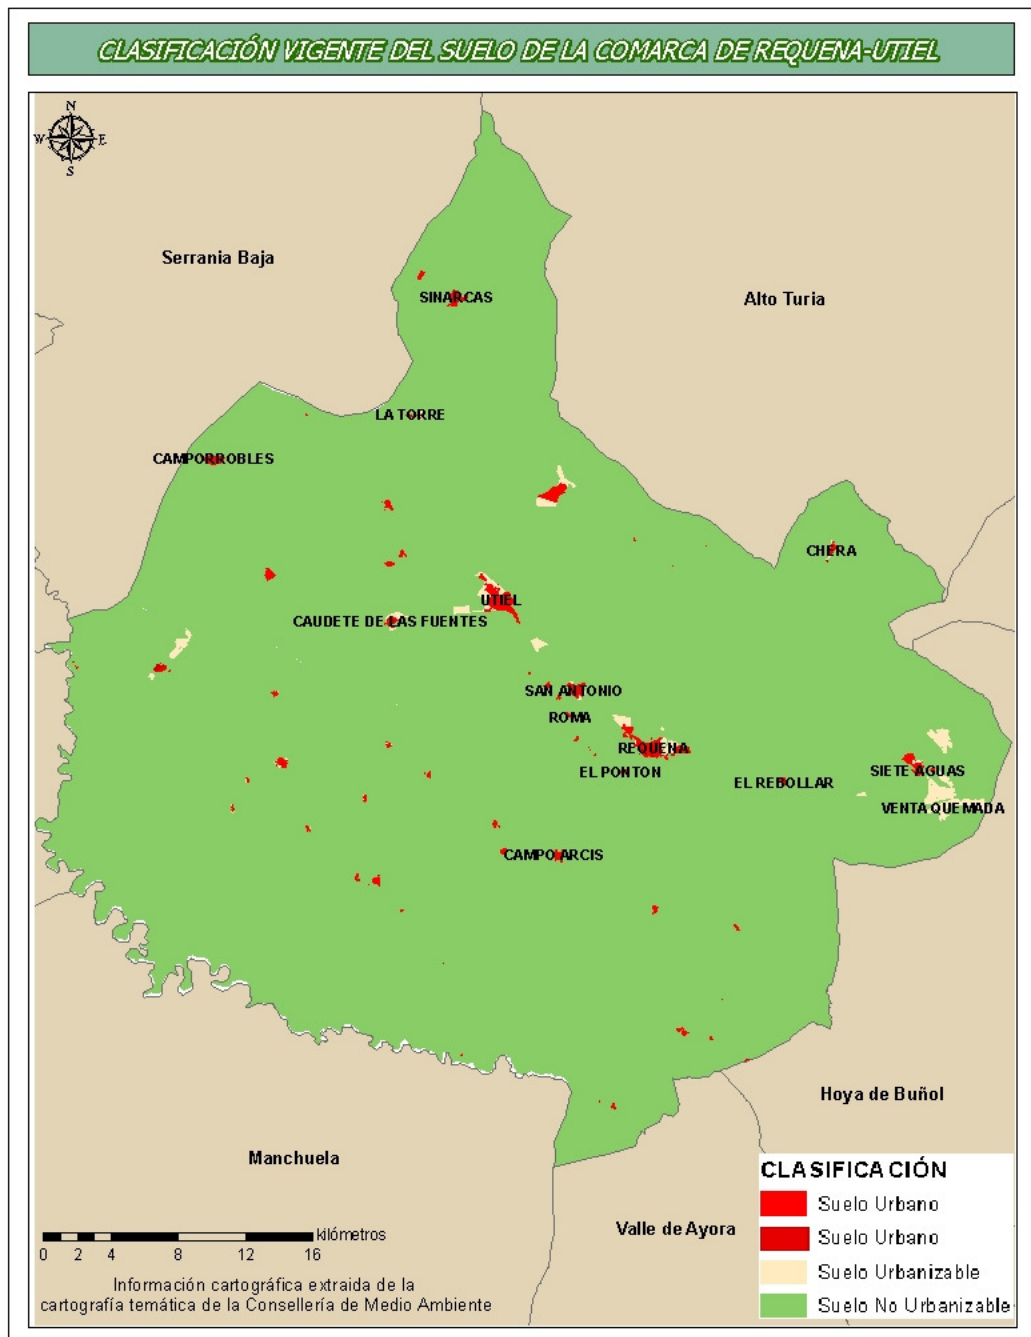 CLASIFICACIÓN VIGENTE DEL SUELO DE LA COMARCA DE REQUENA-UTIEL
N
W E
S
Serrania Baja
Alto Turia
SINARCAS
LA TORRE
CAMPORROBLES
CHERA
UTIEL
CAUDETE DE LAS FUENTES
SAN ANTONIO
ROMA
REQUENA
EL PONTON
SIETE AGUAS
EL REBOLLAR
VENTA QUEMADA
CAMPO ARCIS
Hoya de Buñol
Manchuela
Valle de Ayora
CLASIFICACIÓN
Suelo Urbano
Suelo Urbano
Suelo Urbanizable
Suelo No Urbanizable
kilómetros
0 2 4 8 12 16
Información cartográfica extraida de la
cartografía temática de la Consellería de Medio Ambiente